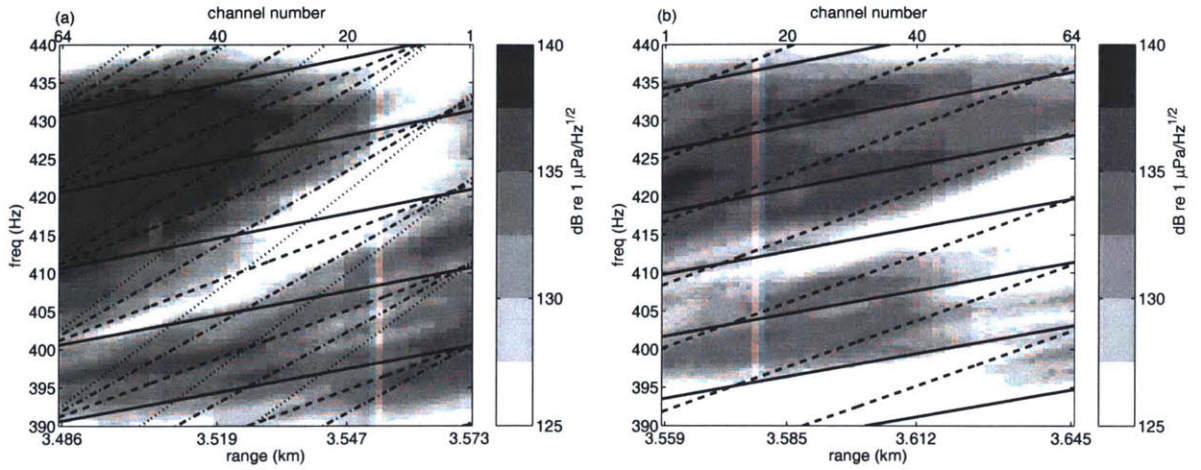 (a) channel number
64 40 20 1
440
435
430
425
420
415
410
405
400
395
390
freq (Hz)
3.486 3.519 3.547 3.573
range (km)
140
135
130
125
dB re 1 μPa/Hz^1/2
(b) channel number
1 20 40 64
440
435
430
425
420
415
410
405
400
395
390
freq (Hz)
3.559 3.585 3.612 3.645
range (km)
140
135
130
125
dB re 1 μPa/Hz^1/2